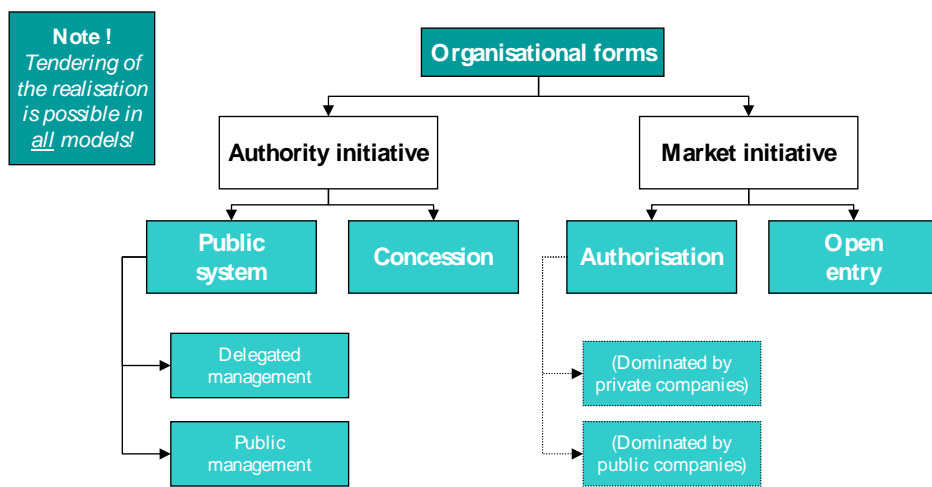 Note !
Tendering of
the realisation
is possible in
all models!
Organisational forms
Authority initiative
Market initiative
Public
system
Concession
Authorisation
Open
entry
Delegated
management
(Dominated by
private companies)
Public
management
(Dominated by
public companies)